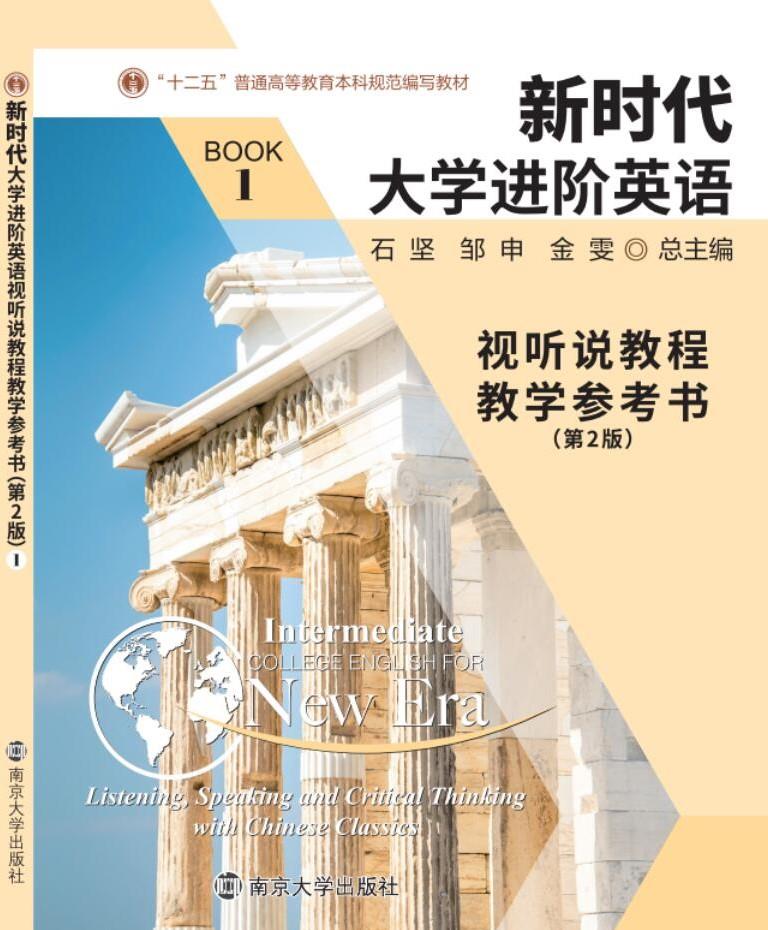 “十二五”普通高等教育本科规范编写教材
新时代
大学进阶英语
BOOK
1
石坚 邹申 金雯◎总主编
视听说教程
教学参考书
（第2版）
Intermediate
COLLEGE ENGLISH FOR
New Era
Listening, Speaking and Critical Thinking
with Chinese Classics
南京大学出版社
新时代大学进阶英语视听说教程教学参考书（第2版）1
南京大学出版社